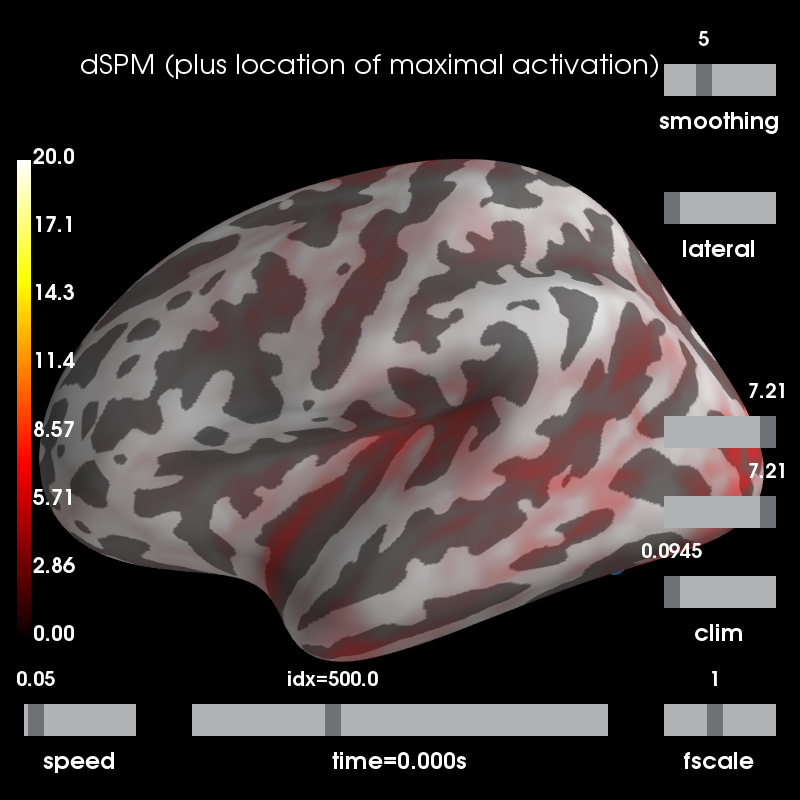 5
dSPM (plus location of maximal activation)
smoothing
20.0
17.1
lateral
14.3
11.4
7.21
8.57
7.21
5.71
0.0945
2.86
0.00
clim
0.05
idx=500.0
1
speed
time=0.000s
fscale